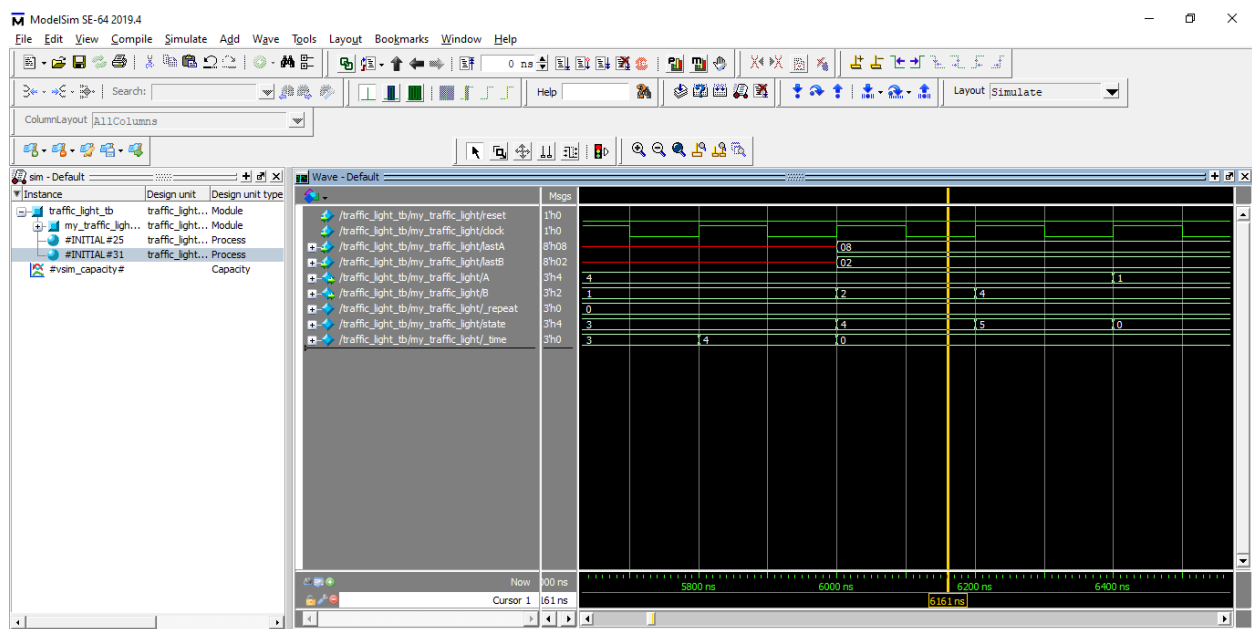 ModelSim SE-64 2019.4
File Edit View Compile Simulate Add Wave Tools Layout Bookmarks Window Help
0 ns
Search: Help Layout Simulate
ColumnLayout AllColumns
sim - Default
Instance Design unit Design unit type
traffic_light_tb traffic_light... Module
my_traffic_ligh... traffic_light... Module
#INITIAL#25 traffic_light... Process
#INITIAL#31 traffic_light... Process
#vsim_capacity# Capacity
Wave - Default
Msgs
/traffic_light_tb/my_traffic_light/reset 1'h0
/traffic_light_tb/my_traffic_light/clock 1'h0
/traffic_light_tb/my_traffic_light/lastA 8'h08 08
/traffic_light_tb/my_traffic_light/lastB 8'h02 02
/traffic_light_tb/my_traffic_light/A 3'h4 4 1
/traffic_light_tb/my_traffic_light/B 3'h2 1 2 4
/traffic_light_tb/my_traffic_light/_repeat 3'h0 0
/traffic_light_tb/my_traffic_light/state 3'h4 3 4 5 0
/traffic_light_tb/my_traffic_light/_time 3'h0 3 4 0
Now 000 ns 5800 ns 6000 ns 6200 ns 6400 ns
Cursor 1 161 ns 6161 ns